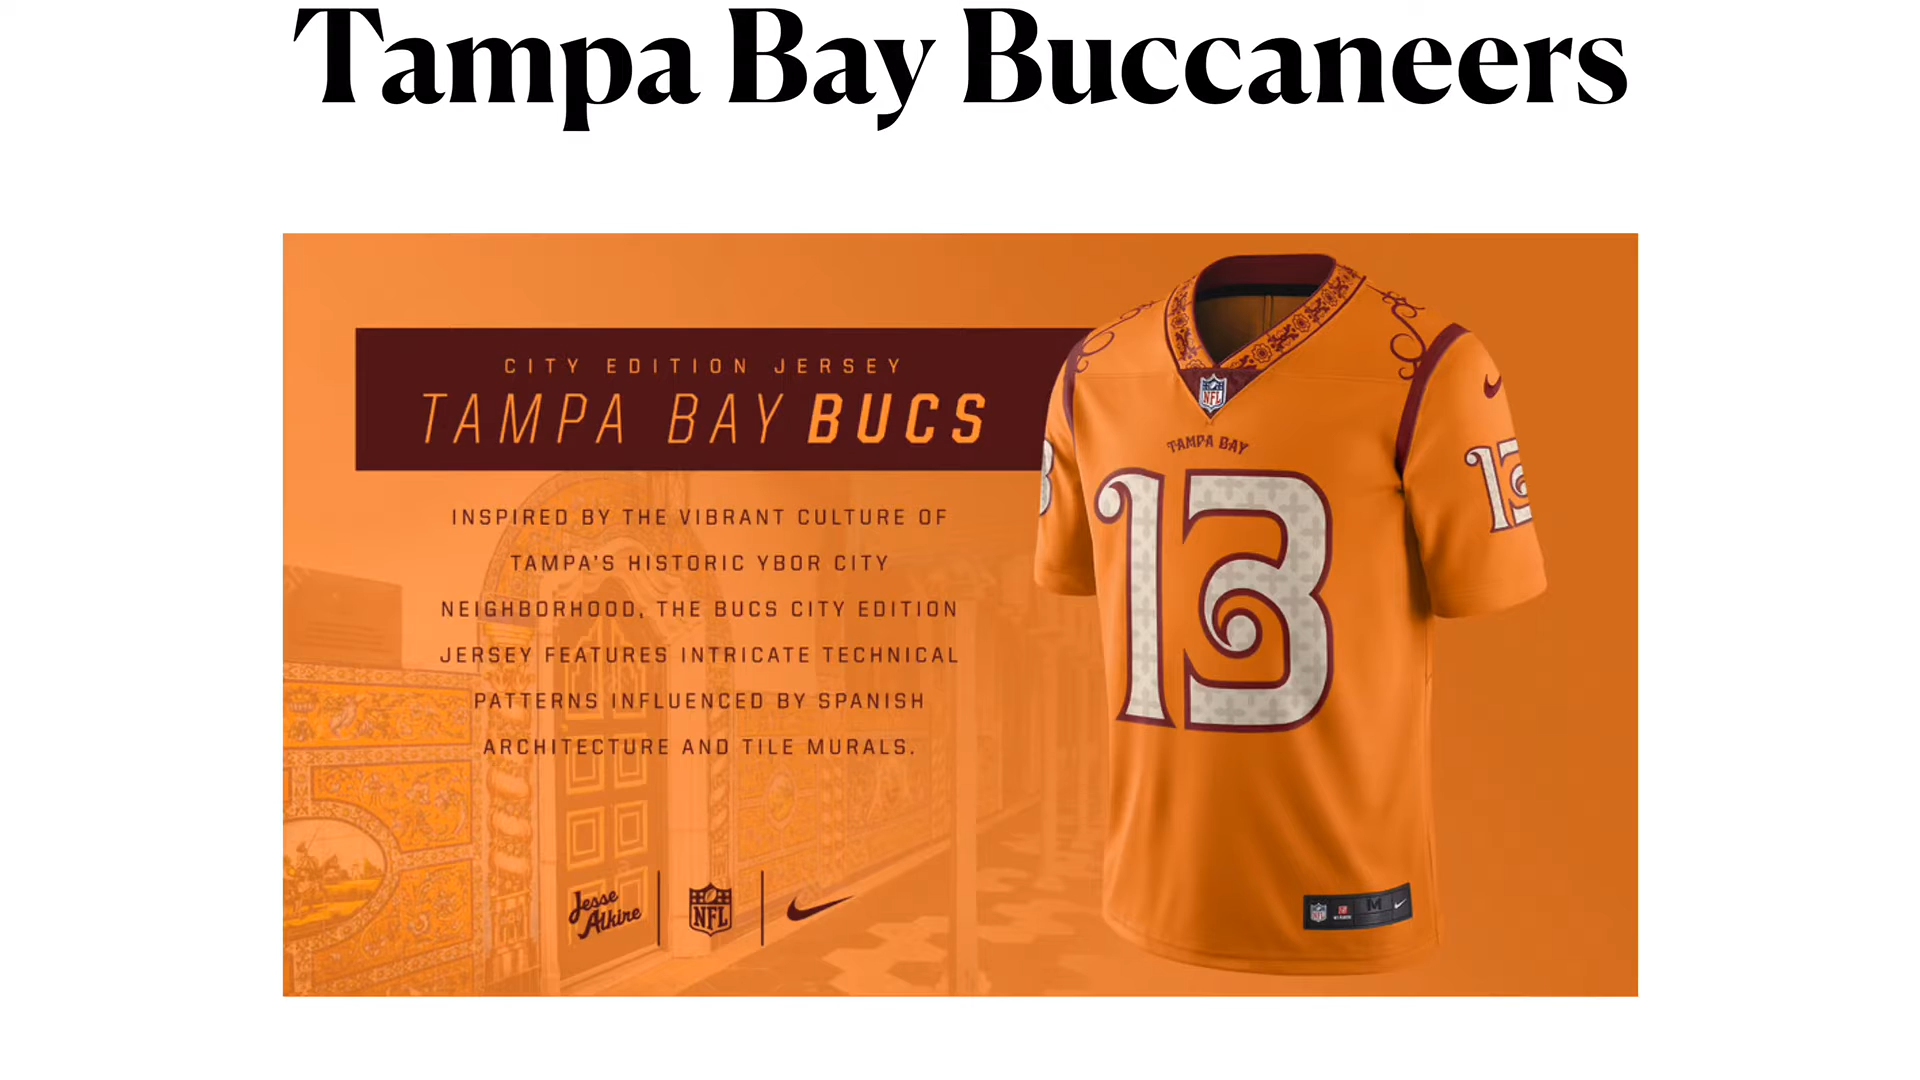 Tampa Bay Buccaneers
CITY EDITION JERSEY
TAMPA BAY BUCS
INSPIRED BY THE VIBRANT CULTURE OF
TAMPA'S HISTORIC YBOR CITY
NEIGHBORHOOD, THE BUCS CITY EDITION
JERSEY FEATURES INTRICATE TECHNICAL
PATTERNS INFLUENCED BY SPANISH
ARCHITECTURE AND TILE MURALS.
Jesse
Alkire
NFL
NFL
TAMPA BAY
13
13
M